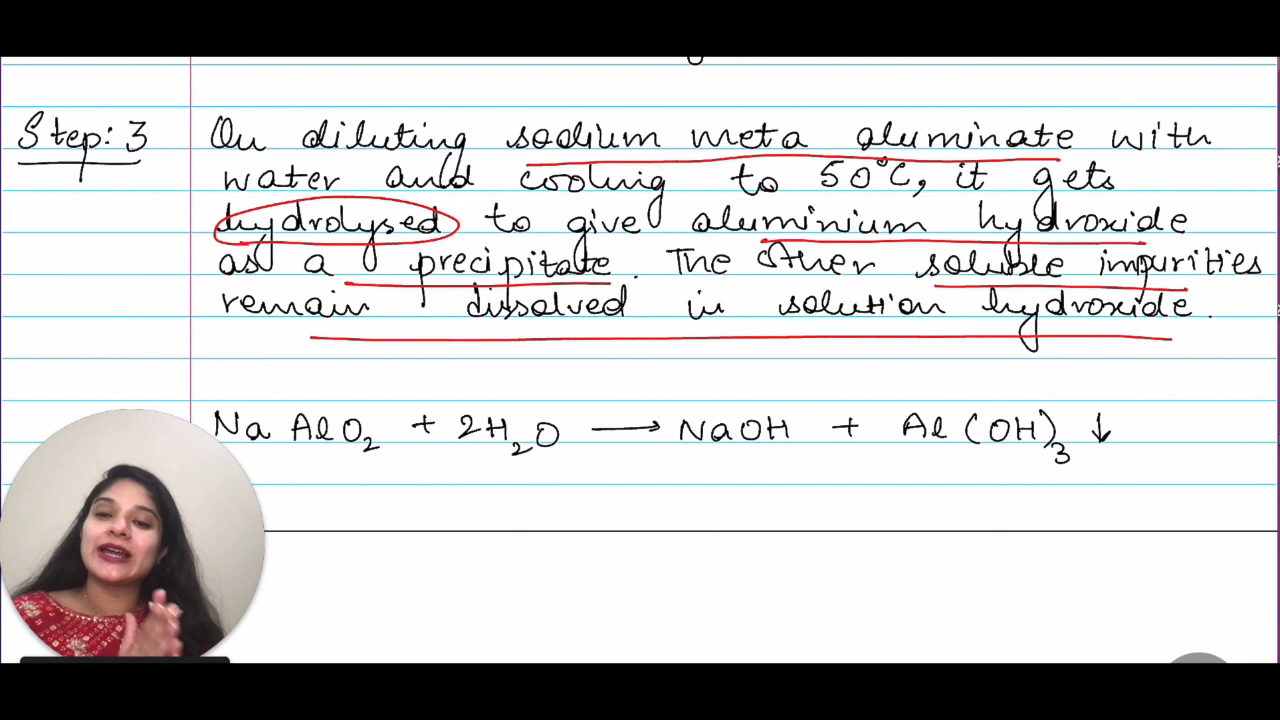 Step: 3 On diluting sodium meta aluminate with
water and cooling to 50°C, it gets
hydrolysed to give aluminium hydroxide
as a precipitate. The other soluble impurities
remain dissolved in solution hydroxide.
NaAlO₂ + 2H₂O ⟶ NaOH + Al(OH)₃ ↓